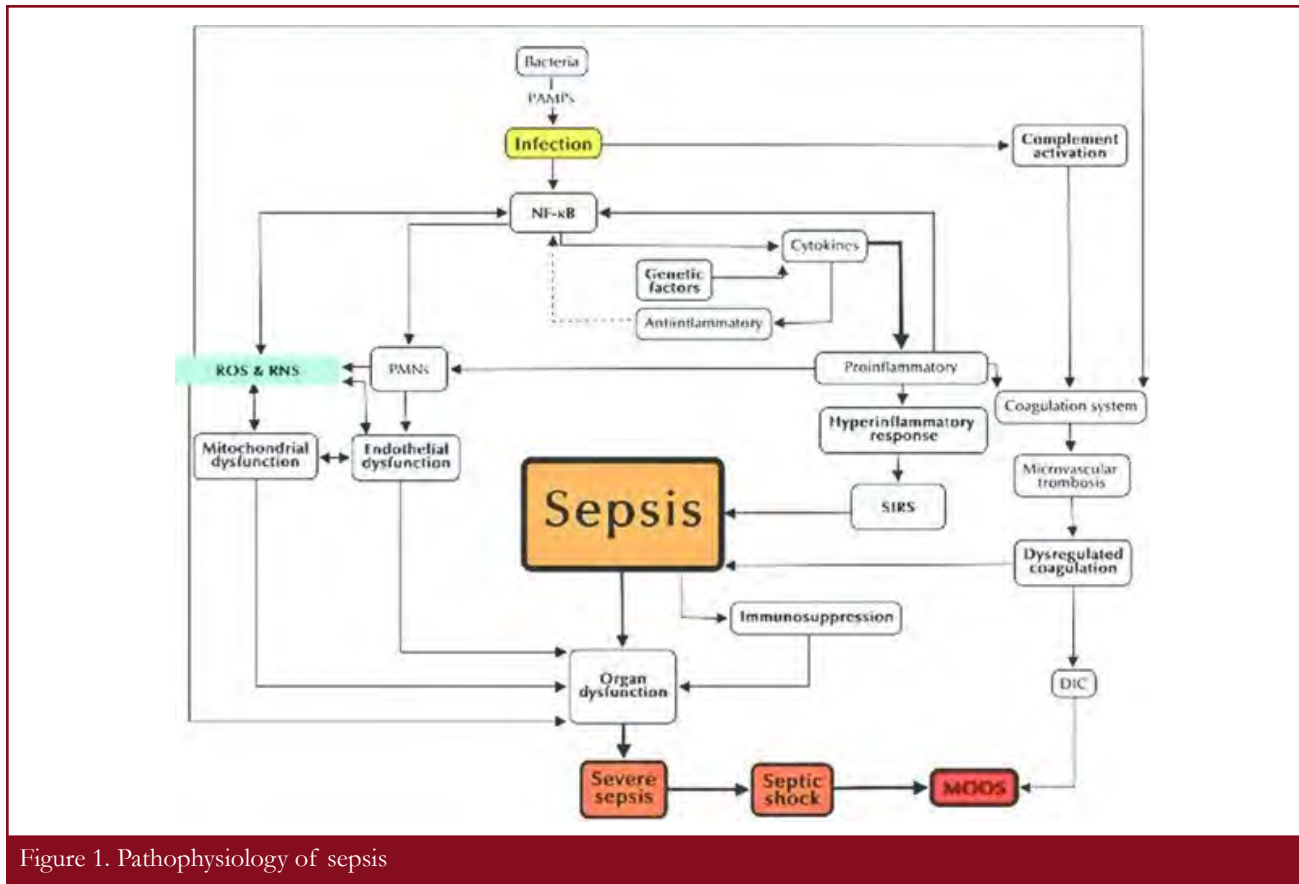 Bacteria
PAMPs
Infection
Complement
activation
NF-κB
Cytokines
Genetic
factors
Antiinflammatory
ROS & RNS
PMNs
Proinflammatory
Coagulation system
Hyperinflammatory
response
Mitochondrial
dysfunction
Endothelial
dysfunction
Microvascular
trombosis
Sepsis
SIRS
Dysregulated
coagulation
Immunosuppression
Organ
dysfunction
DIC
Severe
sepsis
Septic
shock
MODS
Figure 1. Pathophysiology of sepsis